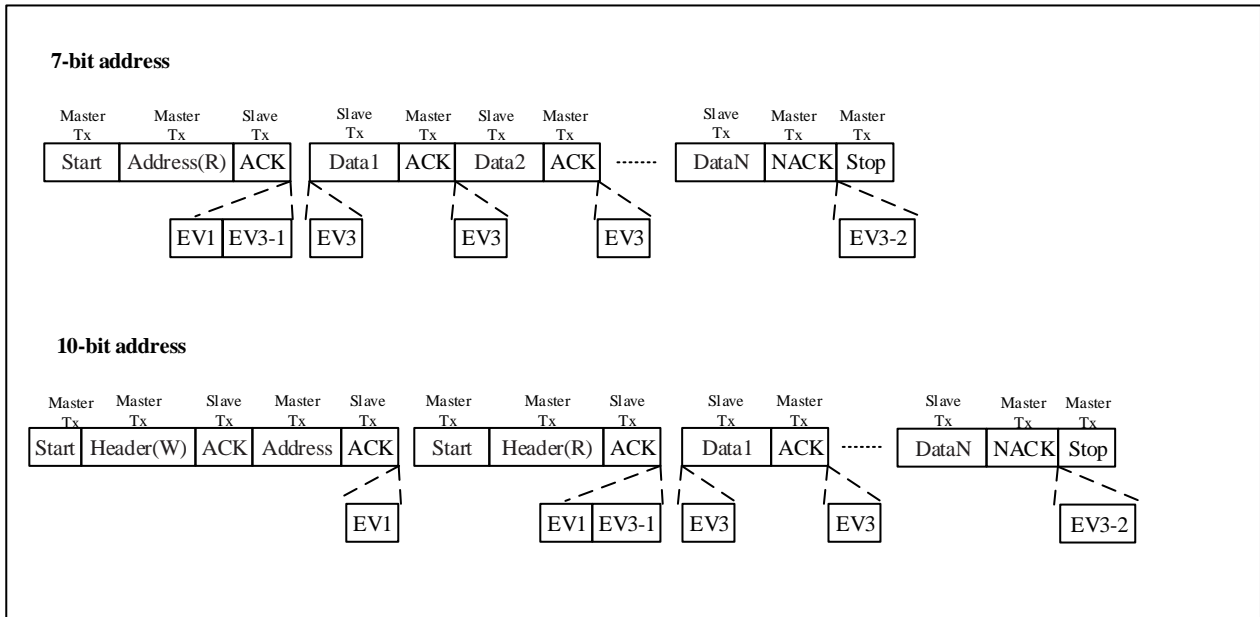 7-bit address
Master Master Slave Slave Master Slave Master Slave Master Master
Tx Tx Tx Tx Tx Tx Tx Tx Tx Tx
Start Address(R) ACK Data1 ACK Data2 ACK ........ DataN NACK Stop
EV1 EV3-1 EV3 EV3 EV3 EV3-2
10-bit address
Master Master Slave Master Slave Master Master Slave Slave Master Slave Master Master
Tx Tx Tx Tx Tx Tx Tx Tx Tx Tx Tx Tx Tx
Start Header(W) ACK Address ACK Start Header(R) ACK Data1 ACK ........ DataN NACK Stop
EV1 EV1 EV3-1 EV3 EV3 EV3-2